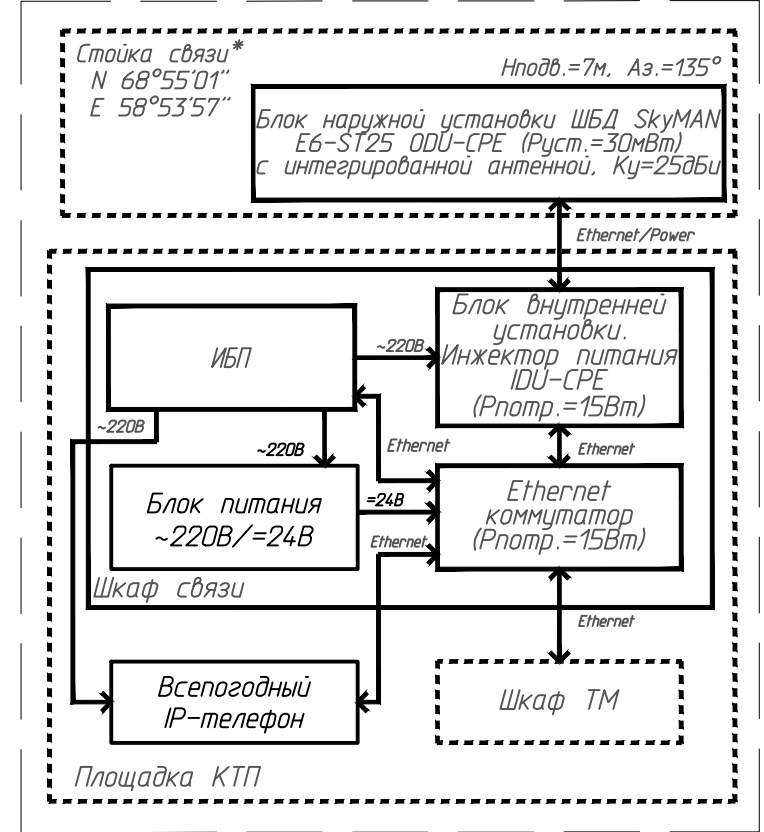 Стойка связи*
N 68°55'01"
E 58°53'57"
Hподв.=7м, Аз.=135°
Блок наружной установки ШБД SkyMAN
E6-ST25 ODU-CPE (Руст.=30мВт)
с интегрированной антенной, Ку=25дБи
Ethernet/Power
Блок внутренней
установки.
Инжектор питания
IDU-CPE
(Рпотр.=15Вт)
ИБП
~220В
~220В
~220В
Ethernet
Ethernet
Блок питания
~220В/=24В
=24В
Ethernet
коммутатор
(Рпотр.=15Вт)
Ethernet
Шкаф связи
Ethernet
Всепогодный
IP-телефон
Шкаф ТМ
Площадка КТП